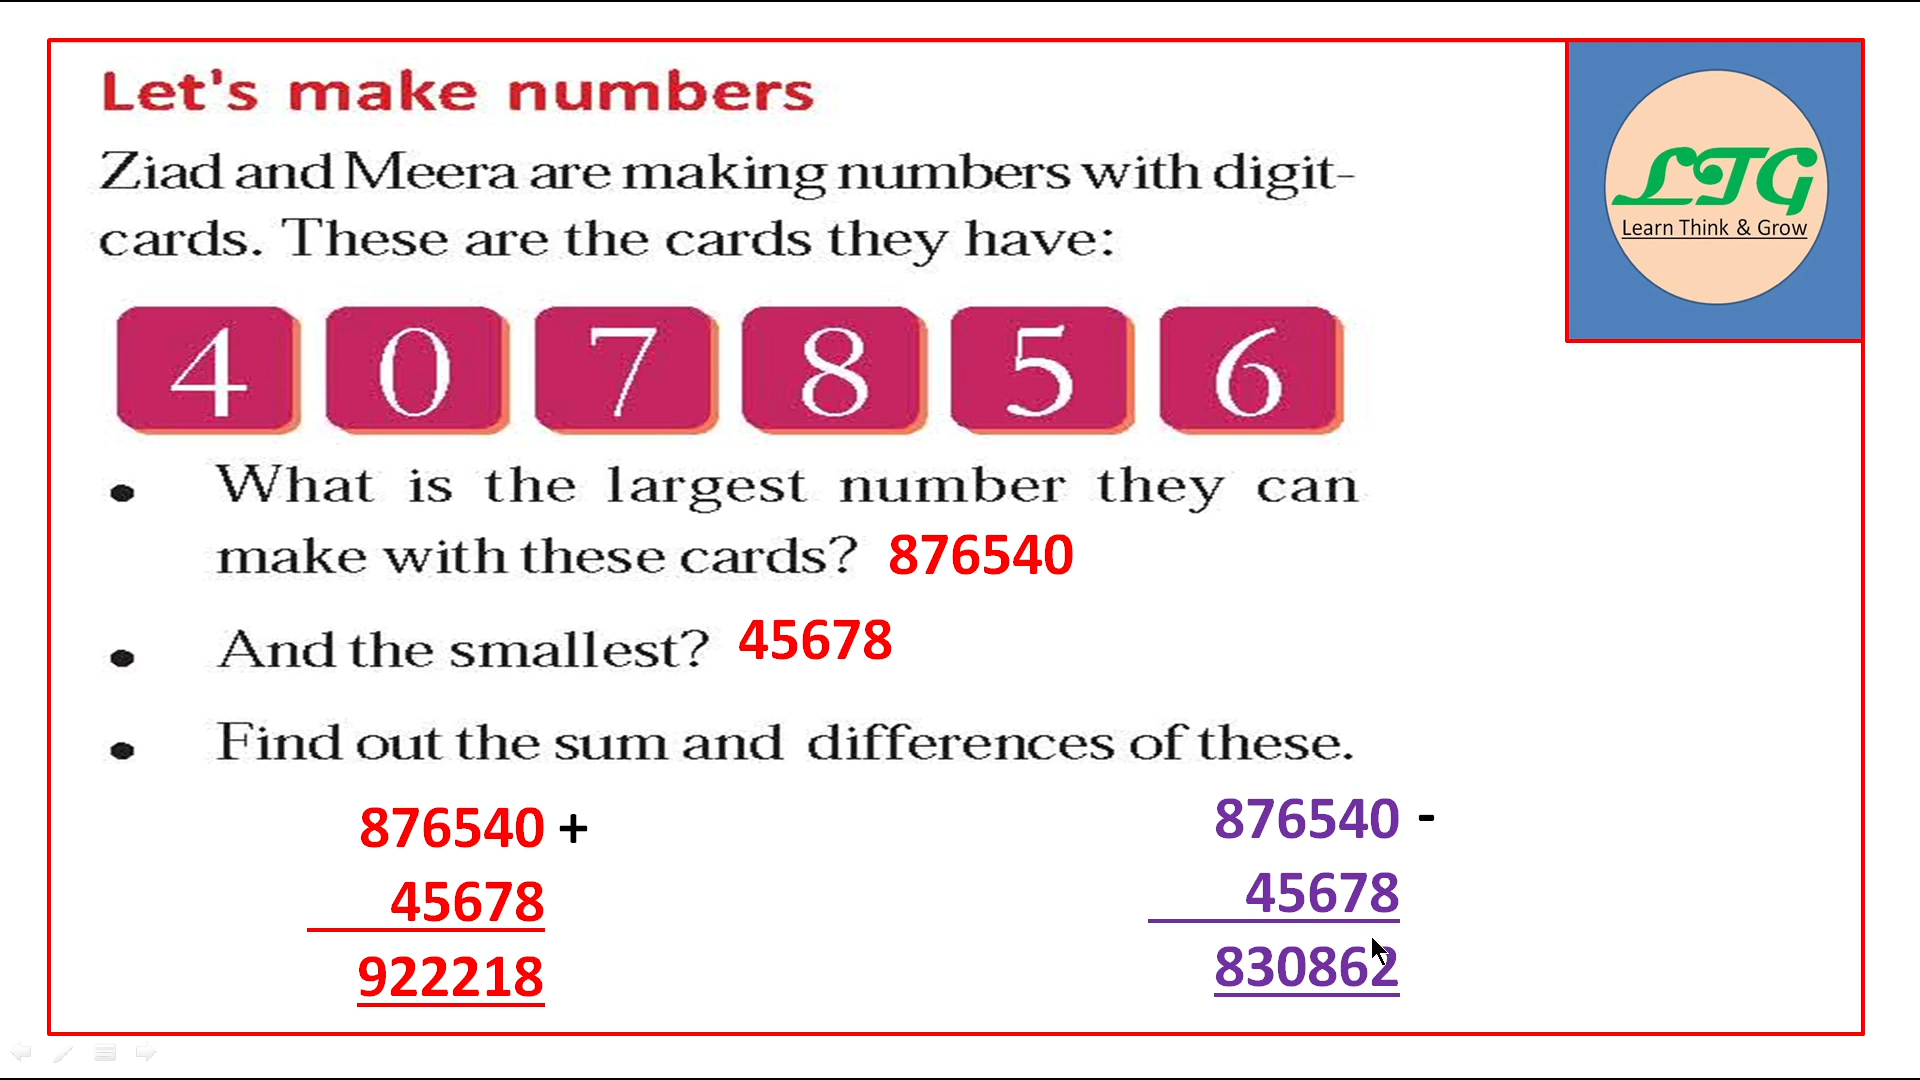 Let's make numbers
LTG
Learn Think & Grow
Ziad and Meera are making numbers with digit-
cards. These are the cards they have:
4 0 7 8 5 6
• What is the largest number they can
make with these cards? 876540
• And the smallest? 45678
• Find out the sum and differences of these.
876540 +
45678
922218
876540 -
45678
830862